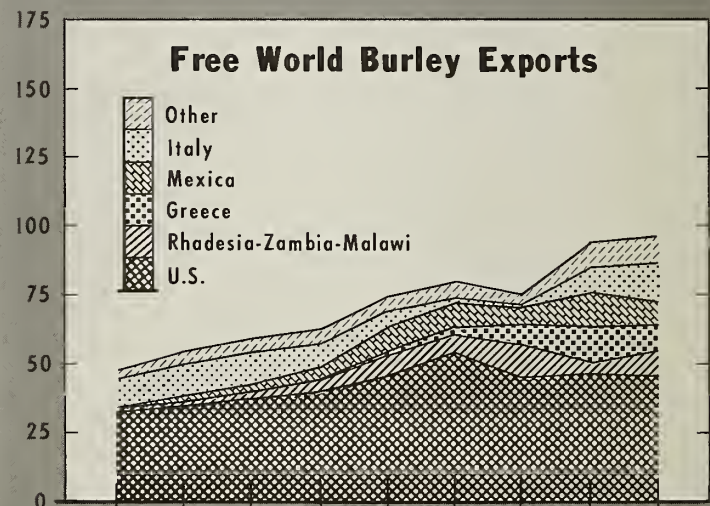 Free World Burley Exports
175
150
125
100
75
50
25
0
Other
Italy
Mexica
Greece
Rhadesia-Zambia-Malawi
U.S.